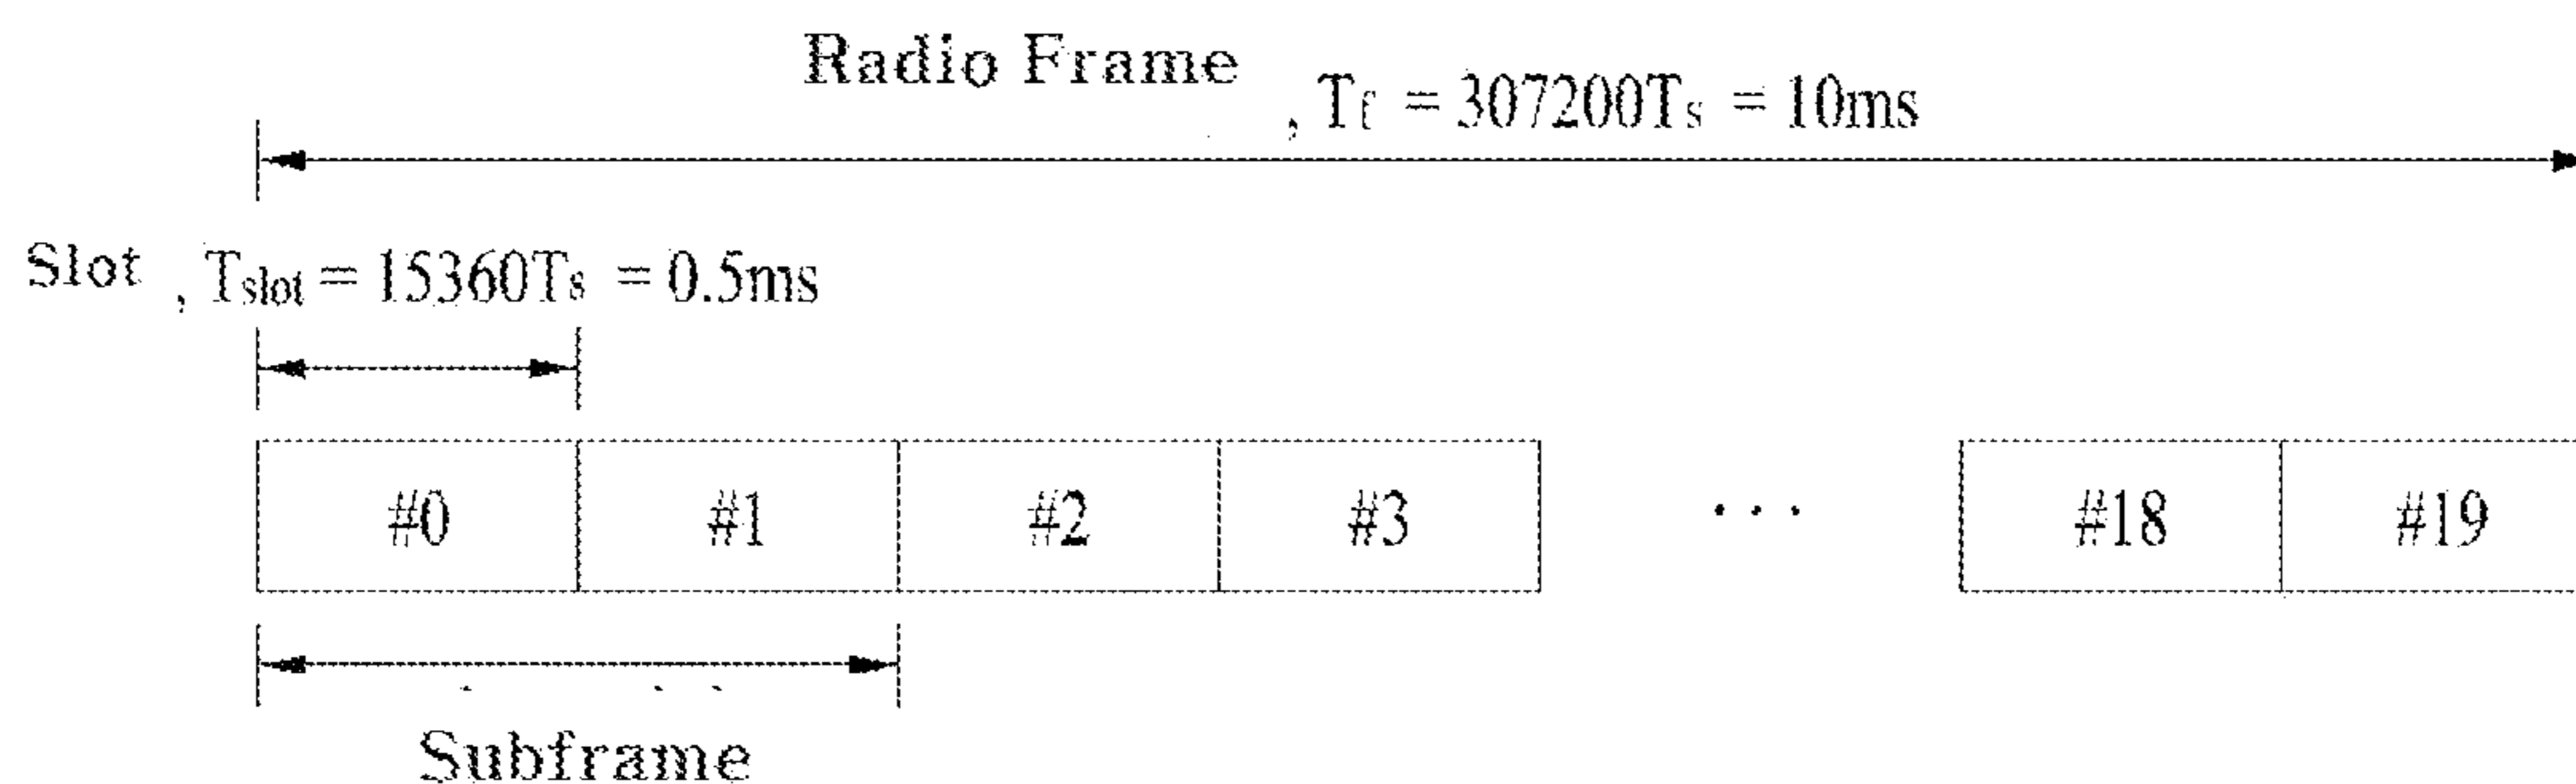 Radio Frame , Tf = 307200Ts = 10ms
Slot , Tslot = 15360Ts = 0.5ms
#0 #1 #2 #3 ... #18 #19
Subframe